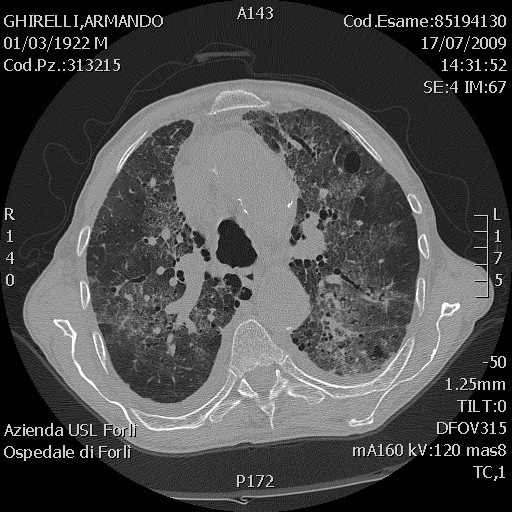 GHIRELLI,ARMANDO
01/03/1922 M
Cod.Pz.:313215
A143
Cod.Esame:85194130
17/07/2009
14:31:52
SE:4 IM:67
R
1
4
0
L
1
7
5
Azienda USL Forlì
Ospedale di Forlì
P172
-50
1.25mm
TILT:0
DFOV315
mA160 kV:120 mas8
TC,1